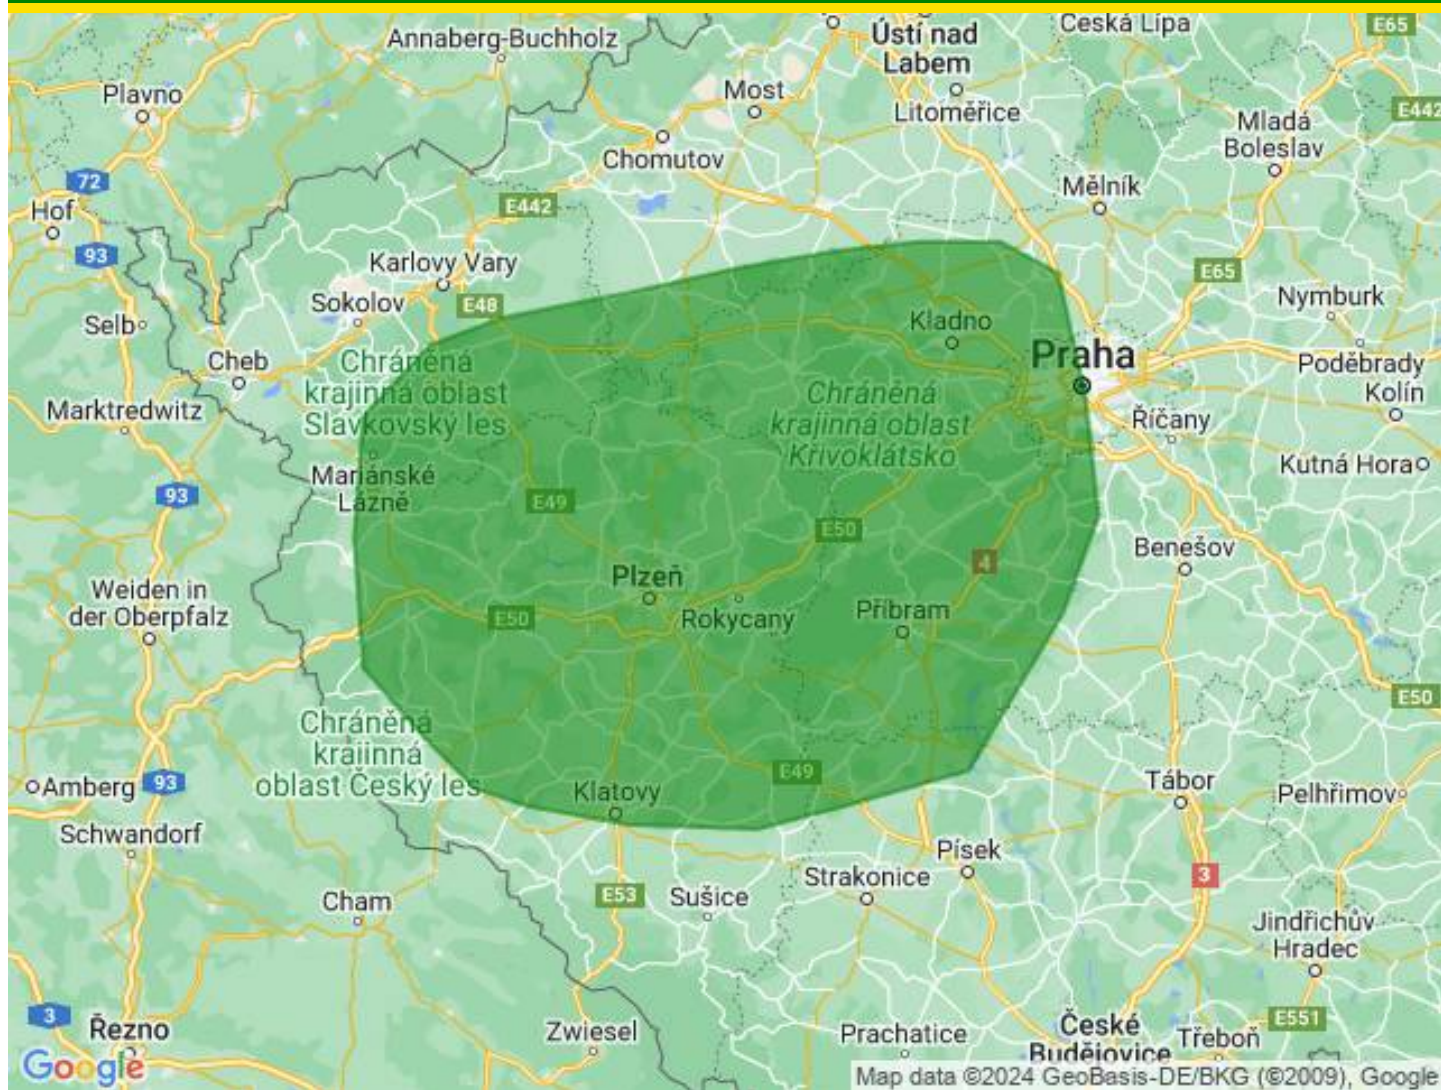 Česká Lípa
E65
Annaberg-Buchholz
Ústí nad
Labem
Plavno
Most
Litoměřice
E442
Mladá
Boleslav
Chomutov
72
Mělník
Hof
E442
93
Karlovy Vary
E65
Sokolov
E48
Nymburk
Selb
Kladno
Cheb
Chráněná
krajinná oblast
Slavkovský les
Praha
Poděbrady
Chráněná
krajinná oblast
Křivoklátsko
Kolín
Marktredwitz
Říčany
Mariánské
Lázně
Kutná Hora
93
E49
E50
Benešov
4
Weiden in
der Oberpfalz
Plzeň
E50
Rokycany
Příbram
E50
Chráněná
krajinná
oblast Český les
E49
Amberg
93
Klatovy
Tábor
Pelhřimov
Schwandorf
Písek
Strakonice
3
Cham
E53
Sušice
Jindřichův
Hradec
3
Řezno
Zwiesel
Prachatice
České
Budějovice
Třeboň
E551
Google
Map data ©2024 GeoBasis-DE/BKG (©2009), Google